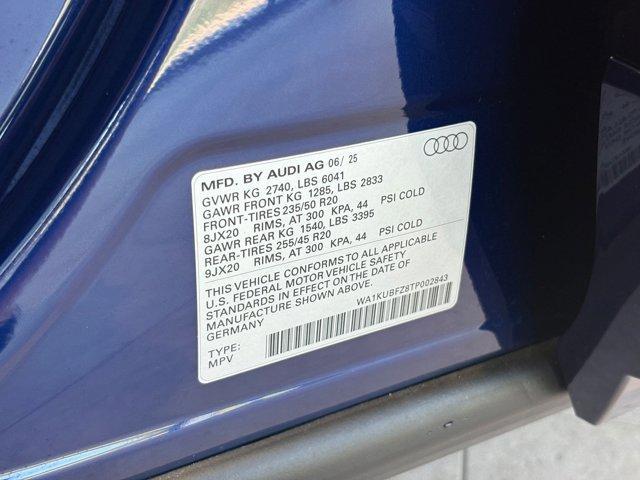 MFD. BY AUDI AG 06/ 25
GVWR KG 2740, LBS 6041
GAWR FRONT KG 1285, LBS 2833
FRONT-TIRES 235/50 R20
8JX20 RIMS, AT 300 KPA, 44 PSI COLD
GAWR REAR KG 1540, LBS 3395
REAR-TIRES 255/45 R20
9JX20 RIMS, AT 300 KPA, 44 PSI COLD
THIS VEHICLE CONFORMS TO ALL APPLICABLE
U.S. FEDERAL MOTOR VEHICLE SAFETY
STANDARDS IN EFFECT ON THE DATE OF
MANUFACTURE SHOWN ABOVE.
GERMANY
WA1KUBFZ8TP002843
TYPE:
MPV